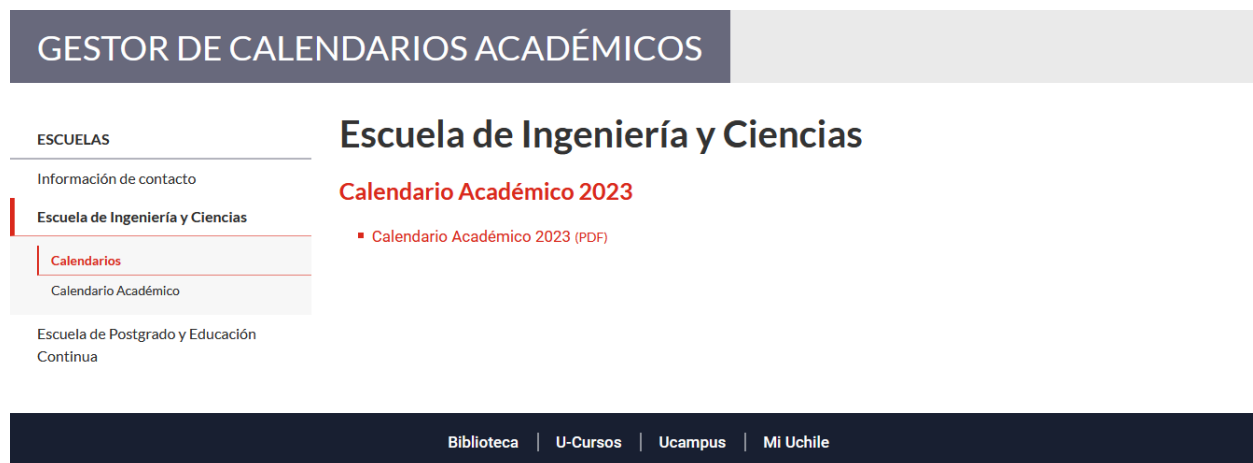 GESTOR DE CALENDARIOS ACADÉMICOS
ESCUELAS
Información de contacto
Escuela de Ingeniería y Ciencias
Calendarios
Calendario Académico
Escuela de Postgrado y Educación
Continua
Escuela de Ingeniería y Ciencias
Calendario Académico 2023
Calendario Académico 2023 (PDF)
Biblioteca | U-Cursos | Ucampus | Mi Uchile